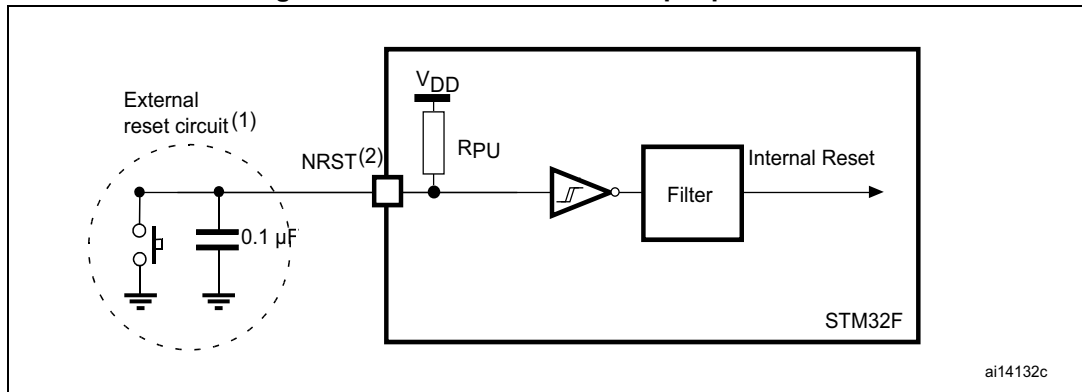 VDD
External
reset circuit(1)
NRST(2)
RPU
Internal Reset
Filter
0.1 µF
STM32F
ai14132c